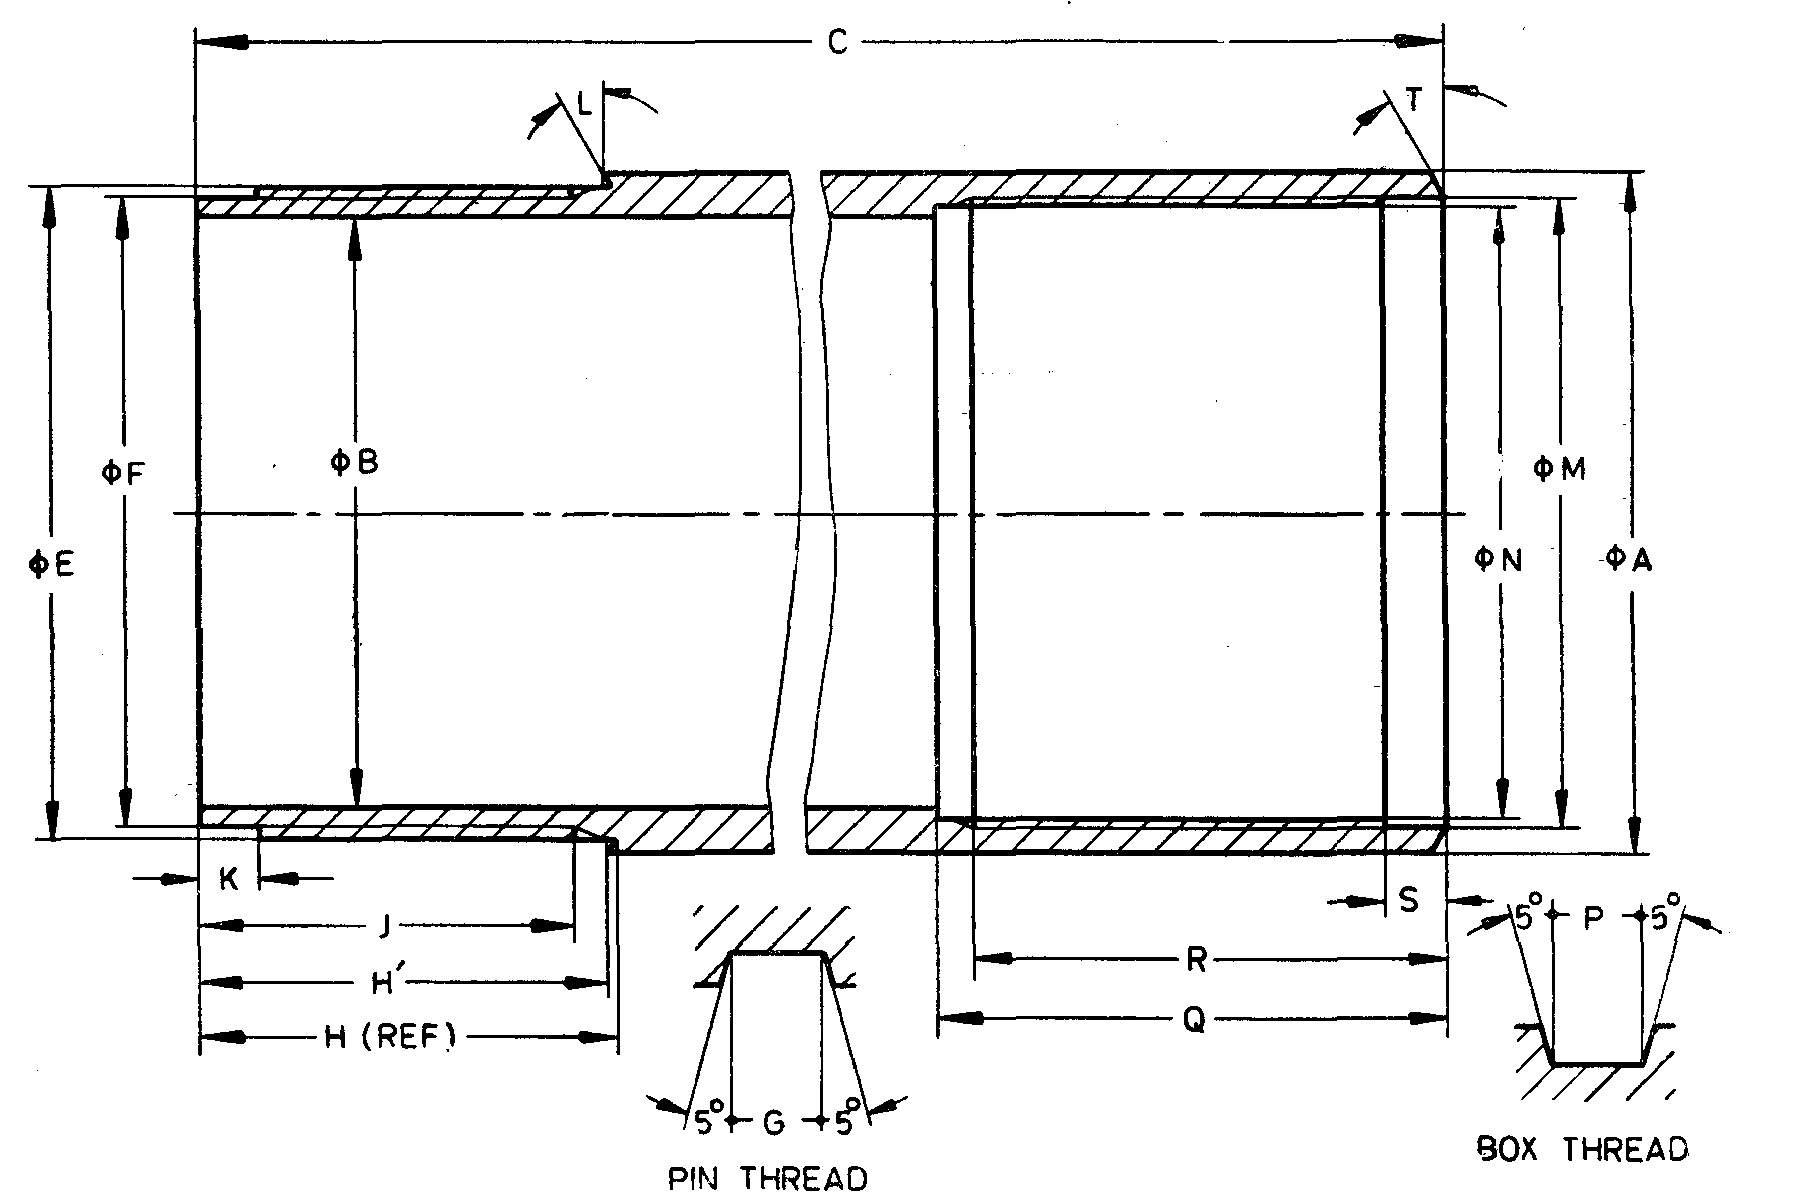 C
L
T
ΦF
ΦB
ΦM
ΦE
ΦN
ΦA
K
S
J
5° P 5°
R
H′
Q
H (REF)
5° G 5°
BOX THREAD
PIN THREAD